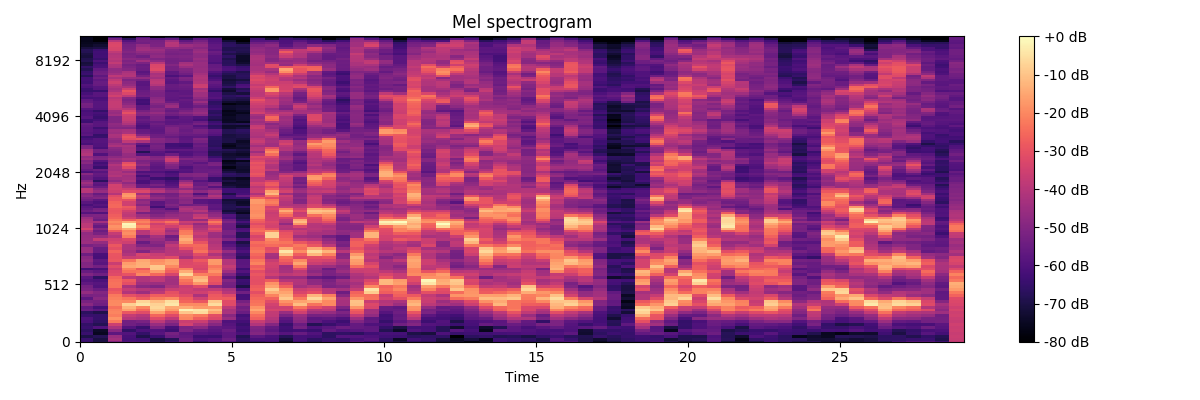 Mel spectrogram
8192
4096
2048
1024
512
0
Hz
0 5 10 15 20 25
Time
+0 dB
-10 dB
-20 dB
-30 dB
-40 dB
-50 dB
-60 dB
-70 dB
-80 dB